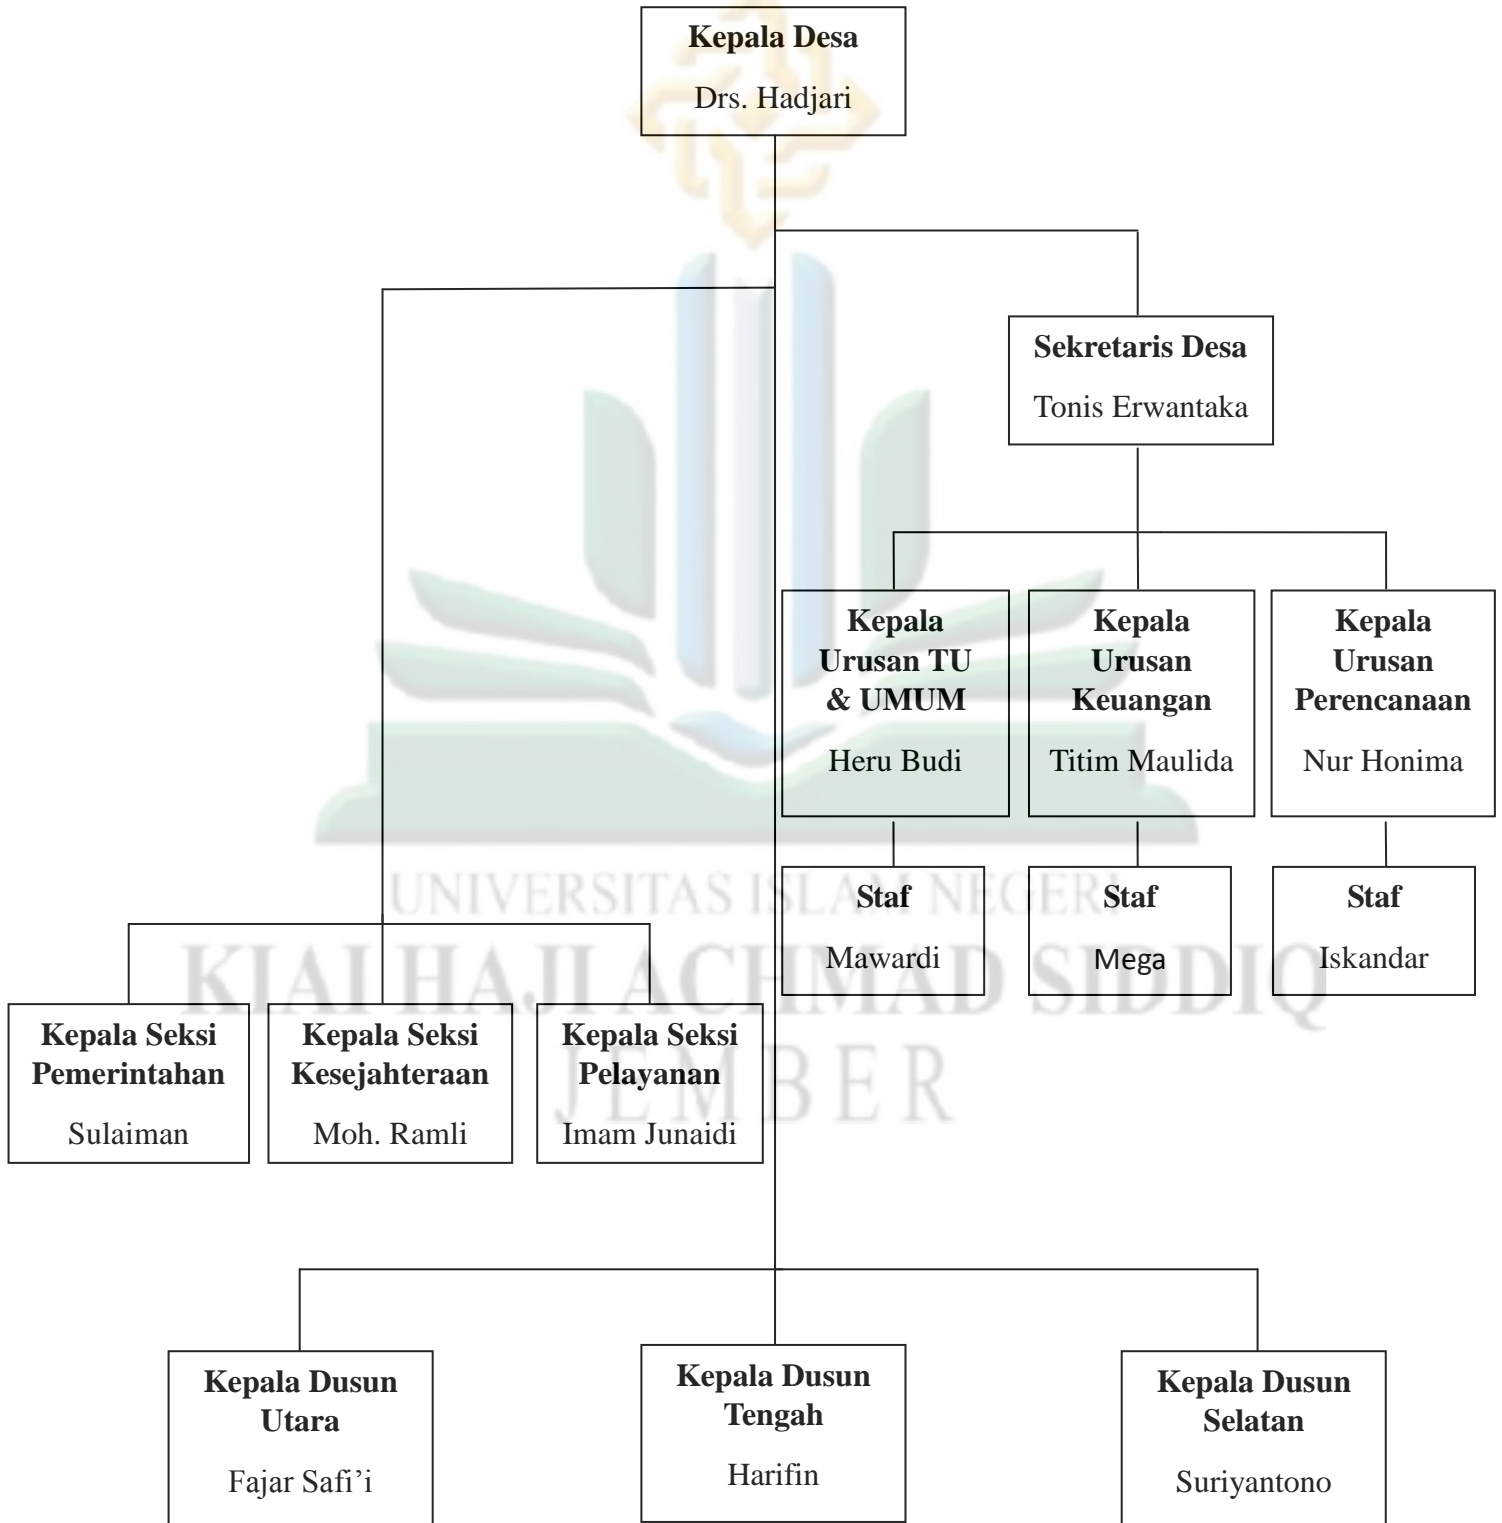 Kepala Desa
Drs. Hadjari
Sekretaris Desa
Tonis Erwantaka
Kepala
Urusan TU
& UMUM
Heru Budi
Kepala
Urusan
Keuangan
Titim Maulida
Kepala
Urusan
Perencanaan
Nur Honima
Staf
Mawardi
Staf
Mega
Staf
Iskandar
UNIVERSITAS ISLAM NEGERI
KIAI HAJI ACHMAD SIDDIQ
JEMBER
Kepala Seksi
Pemerintahan
Sulaiman
Kepala Seksi
Kesejahteraan
Moh. Ramli
Kepala Seksi
Pelayanan
Imam Junaidi
Kepala Dusun
Utara
Fajar Safi’i
Kepala Dusun
Tengah
Harifin
Kepala Dusun
Selatan
Suriyantono